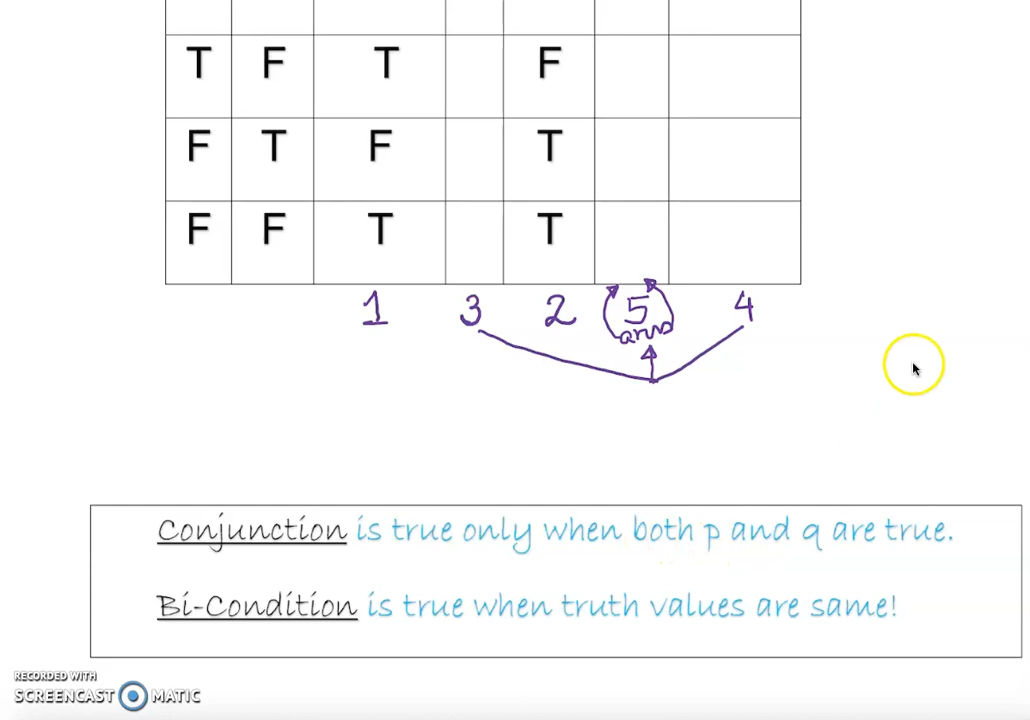 T F T F
F T F T
F F T T
1 3 2 5 4
ans
Conjunction is true only when both p and q are true.
Bi-Condition is true when truth values are same!
RECORDED WITH
SCREENCAST MATIC